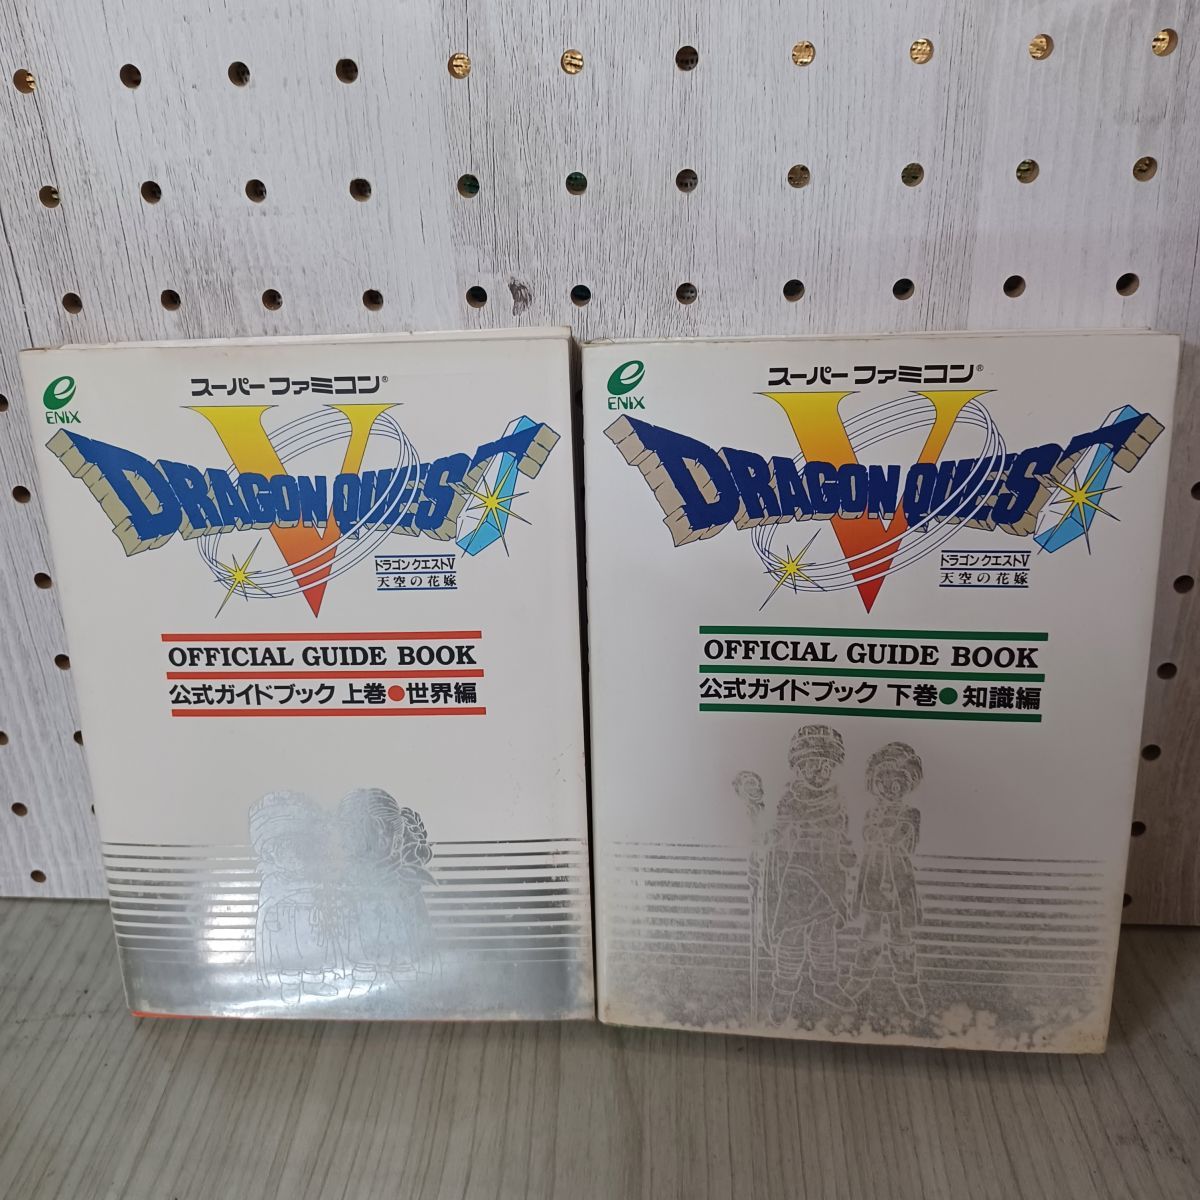 ENIX
スーパーファミコン®
V
DRAGON QUEST
ドラゴンクエストV
天空の花嫁
OFFICIAL GUIDE BOOK
公式ガイドブック 上巻●世界編
ENIX
スーパーファミコン®
V
DRAGON QUEST
ドラゴンクエストV
天空の花嫁
OFFICIAL GUIDE BOOK
公式ガイドブック 下巻●知識編